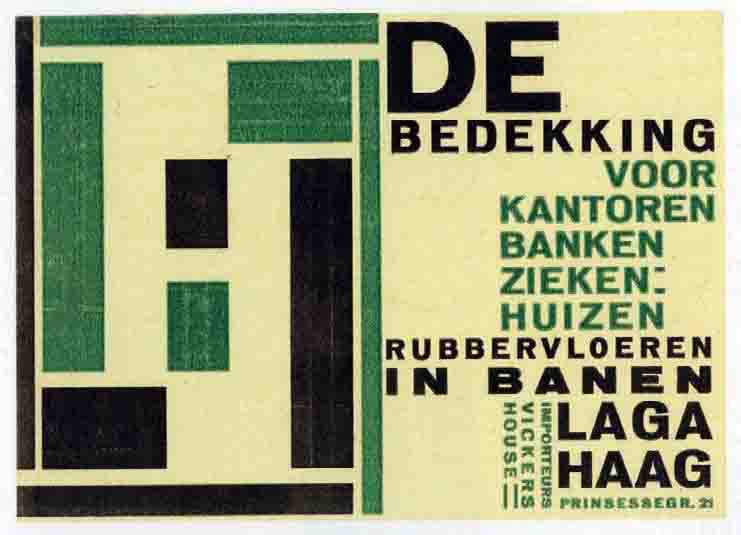 DE
BEDEKKING
VOOR
KANTOREN
BANKEN
ZIEKEN-
HUIZEN
RUBBERVLOEREN
IN BANEN
IMPORTEURS
VICKERS
HOUSE
LAGA
HAAG
PRINSESSEGR. 21